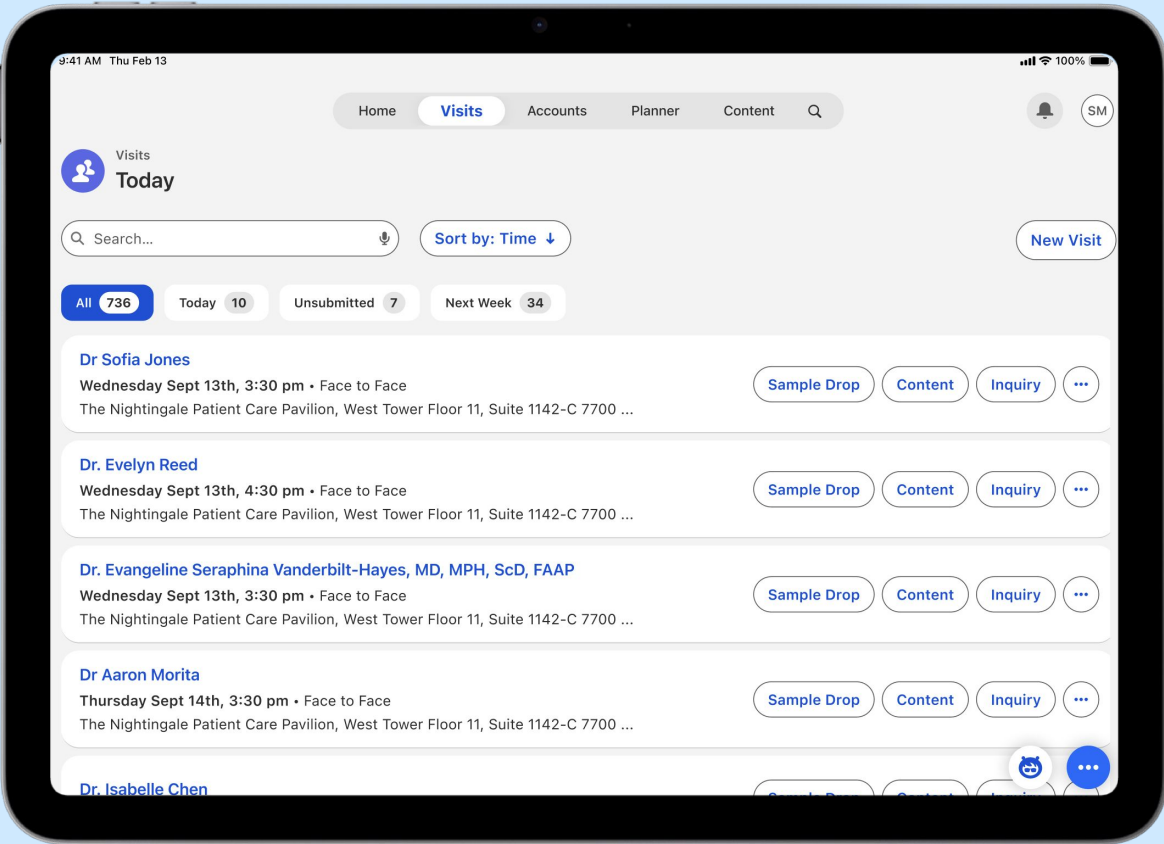 9:41 AM Thu Feb 13 100%
Home Visits Accounts Planner Content SM
Visits
Today
Search... Sort by: Time ↓ New Visit
All 736 Today 10 Unsubmitted 7 Next Week 34
Dr Sofia Jones
Wednesday Sept 13th, 3:30 pm • Face to Face
The Nightingale Patient Care Pavilion, West Tower Floor 11, Suite 1142-C 7700 ...
Sample Drop Content Inquiry ...
Dr. Evelyn Reed
Wednesday Sept 13th, 4:30 pm • Face to Face
The Nightingale Patient Care Pavilion, West Tower Floor 11, Suite 1142-C 7700 ...
Sample Drop Content Inquiry ...
Dr. Evangeline Seraphina Vanderbilt-Hayes, MD, MPH, ScD, FAAP
Wednesday Sept 13th, 3:30 pm • Face to Face
The Nightingale Patient Care Pavilion, West Tower Floor 11, Suite 1142-C 7700 ...
Sample Drop Content Inquiry ...
Dr Aaron Morita
Thursday Sept 14th, 3:30 pm • Face to Face
The Nightingale Patient Care Pavilion, West Tower Floor 11, Suite 1142-C 7700 ...
Sample Drop Content Inquiry ...
Dr. Isabelle Chen
Sample Drop Content Inquiry